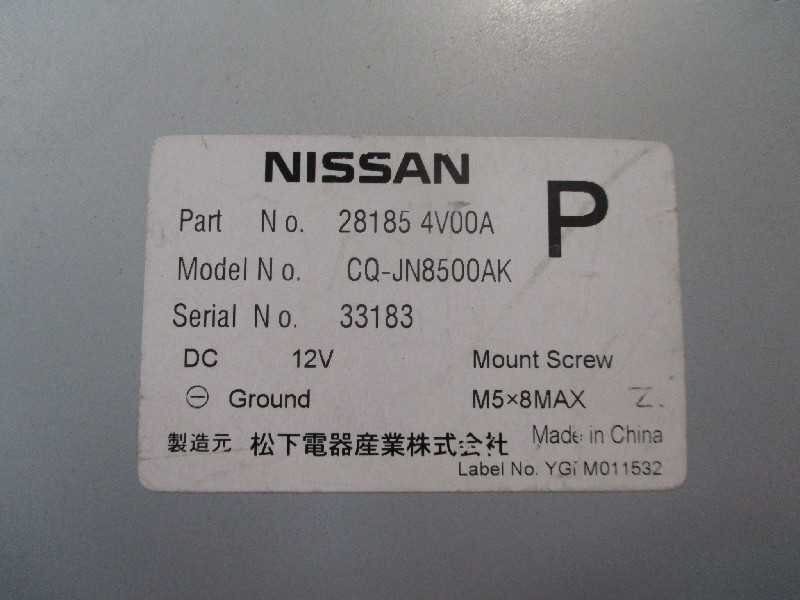 NISSAN
P
Part No. 28185 4V00A
Model No. CQ-JN8500AK
Serial No. 33183
DC 12V Mount Screw
⊖ Ground M5×8MAX Z.
製造元 松下電器産業株式会社 Made in China
Label No. M011532